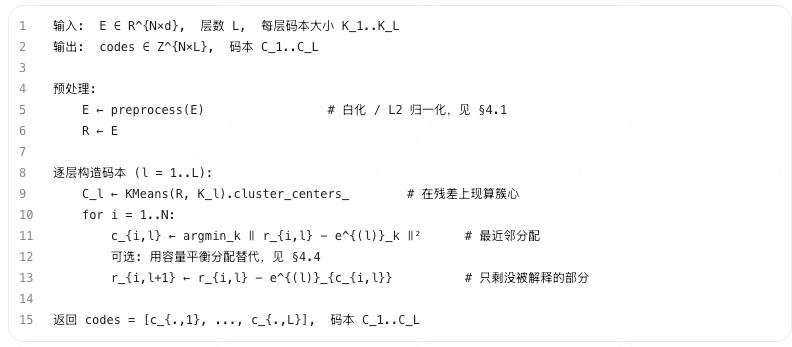 1 输入: E ∈ R^{N×d}, 层数 L, 每层码本大小 K_1..K_L
2 输出: codes ∈ Z^{N×L}, 码本 C_1..C_L
3
4 预处理:
5 E ← preprocess(E) # 白化 / L2 归一化, 见 §4.1
6 R ← E
7
8 逐层构造码本 (l = 1..L):
9 C_l ← KMeans(R, K_l).cluster_centers_ # 在残差上现算簇心
10 for i = 1..N:
11 c_{i,l} ← argmin_k ‖ r_{i,l} − e^{(l)}_k ‖² # 最近邻分配
12 可选: 用容量平衡分配替代, 见 §4.4
13 r_{i,l+1} ← r_{i,l} − e^{(l)}_{c_{i,l}} # 只剩没被解释的部分
14
15 返回 codes = [c_{.,1}, ..., c_{.,L}], 码本 C_1..C_L